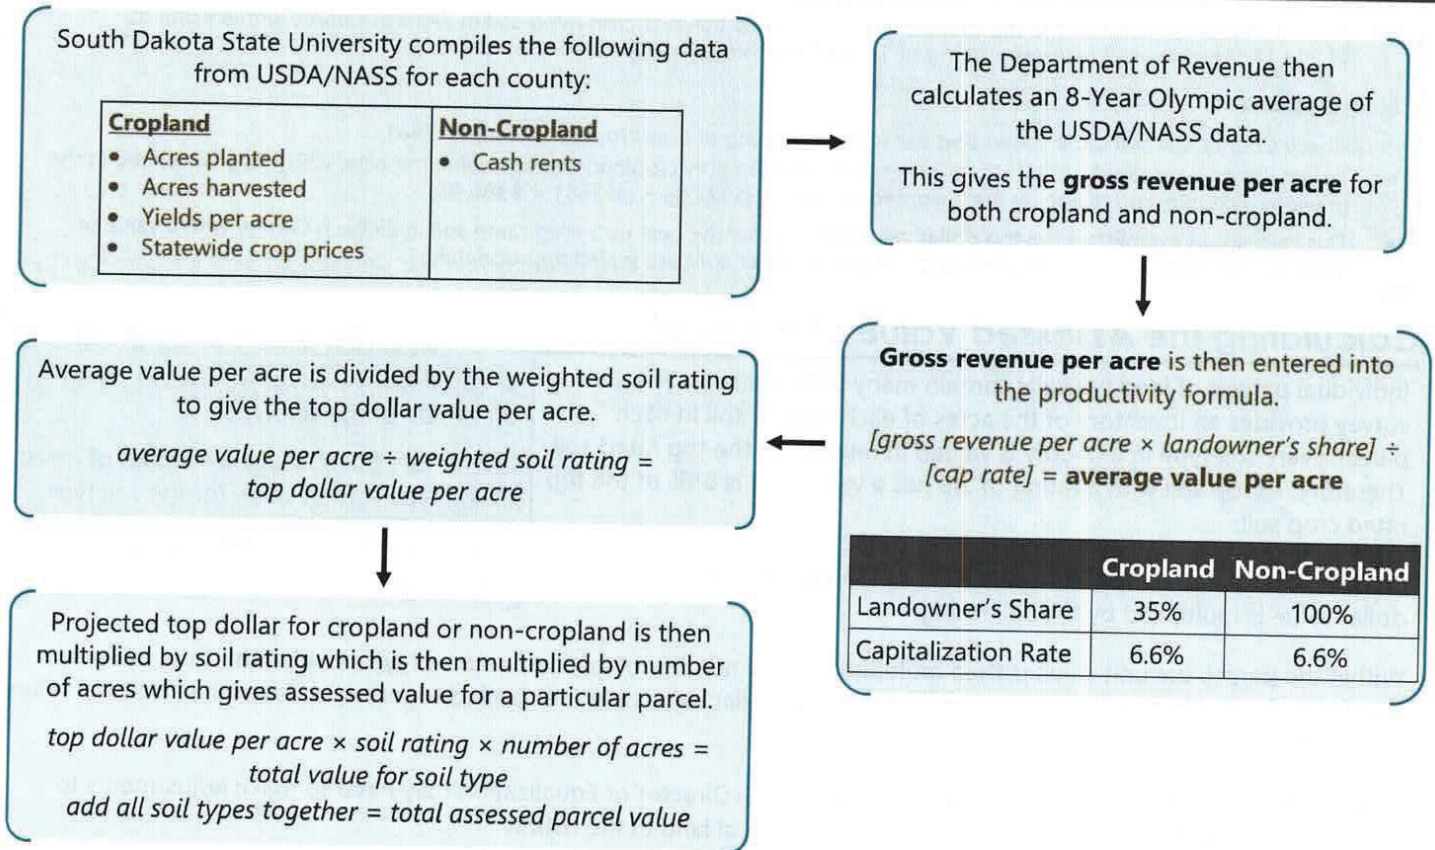 South Dakota State University compiles the following data
from USDA/NASS for each county:
Cropland
• Acres planted
• Acres harvested
• Yields per acre
• Statewide crop prices
Non-Cropland
• Cash rents
The Department of Revenue then
calculates an 8-Year Olympic average of
the USDA/NASS data.
This gives the gross revenue per acre for
both cropland and non-cropland.
Gross revenue per acre is then entered into
the productivity formula.
[gross revenue per acre × landowner's share] ÷
[cap rate] = average value per acre
Cropland Non-Cropland
Landowner's Share 35% 100%
Capitalization Rate 6.6% 6.6%
Average value per acre is divided by the weighted soil rating
to give the top dollar value per acre.
average value per acre ÷ weighted soil rating =
top dollar value per acre
Projected top dollar for cropland or non-cropland is then
multiplied by soil rating which is then multiplied by number
of acres which gives assessed value for a particular parcel.
top dollar value per acre × soil rating × number of acres =
total value for soil type
add all soil types together = total assessed parcel value